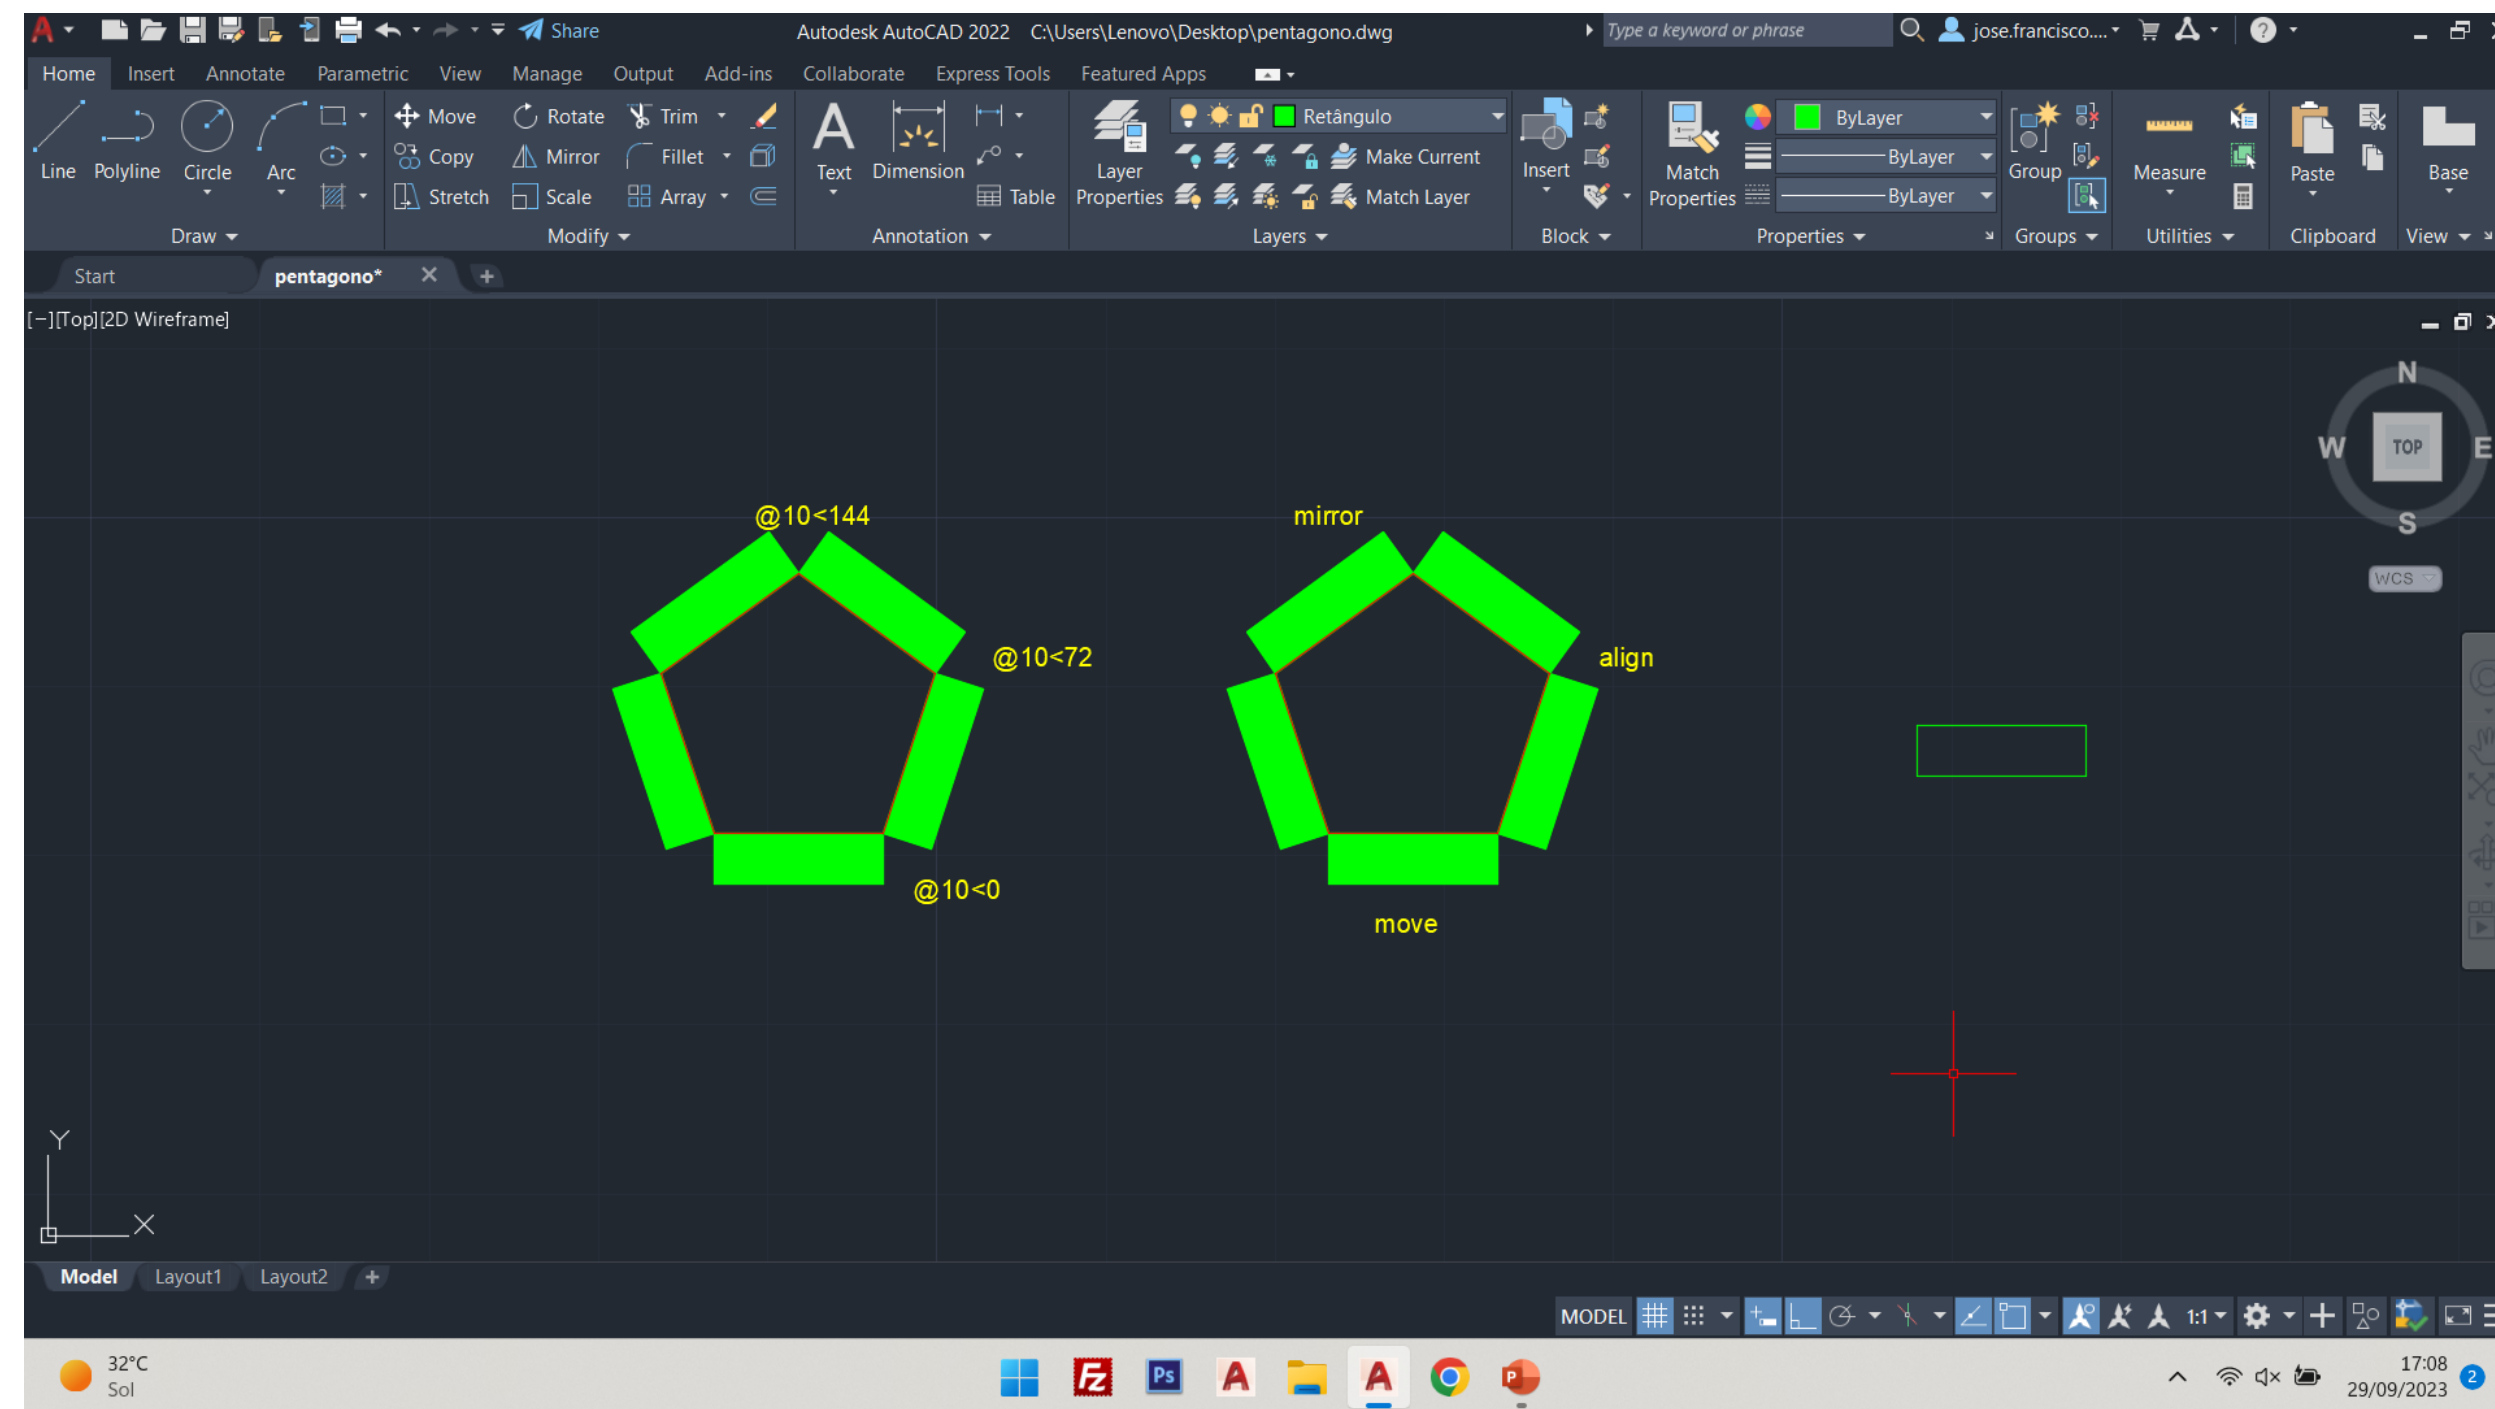 A Share Autodesk AutoCAD 2022 C:\Users\Lenovo\Desktop\pentagono.dwg Type a keyword or phrase jose.francisco.... ?
Home Insert Annotate Parametric View Manage Output Add-ins Collaborate Express Tools Featured Apps
Move Rotate Trim Retângulo ByLayer
Copy Mirror Fillet Make Current ByLayer
Line Polyline Circle Arc Text Dimension Layer Properties Insert Match Properties Group Measure Paste Base
Stretch Scale Array Table Match Layer ByLayer
Draw Modify Annotation Layers Block Properties Groups Utilities Clipboard View
Start pentagono* +
[−][Top][2D Wireframe]
N
W TOP E
S
WCS
@10<144 mirror
@10<72 align
@10<0
move
Y
X
Model Layout1 Layout2 +
MODEL 1:1
32°C
Sol
Fz Ps A A P
17:08
29/09/2023 2